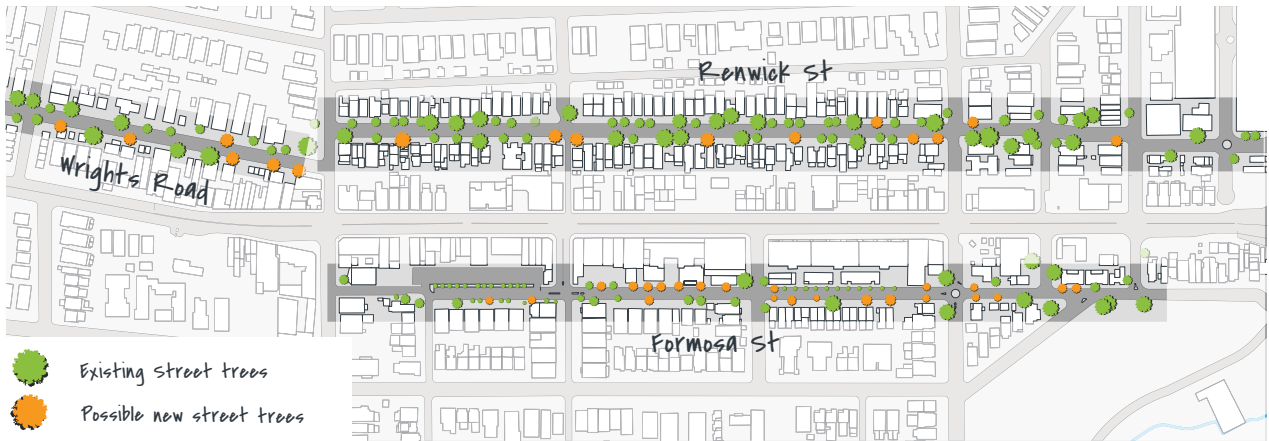 Renwick St
Wrights Road
Formosa St
Existing Street trees
Possible new street trees